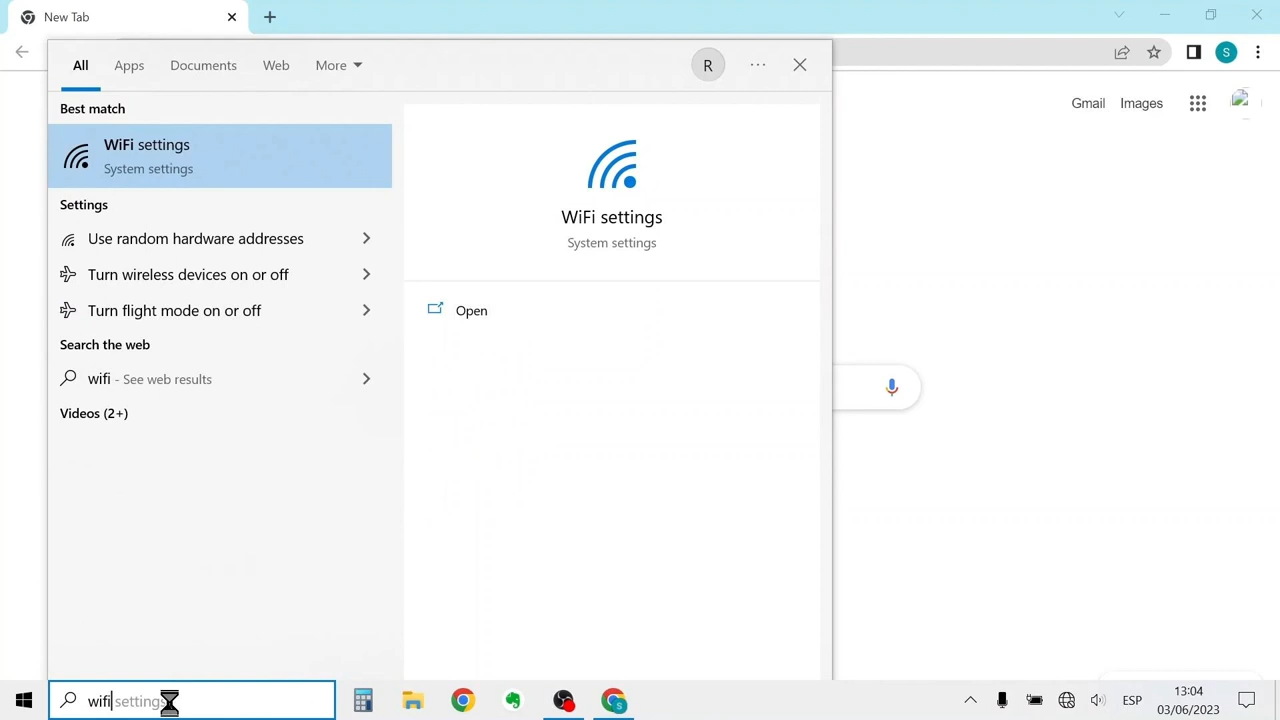 New Tab
All Apps Documents Web More
R
S
Gmail Images
Best match
WiFi settings
System settings
Settings
Use random hardware addresses
Turn wireless devices on or off
Turn flight mode on or off
Search the web
wifi - See web results
Videos (2+)
WiFi settings
System settings
Open
wifi settings
S
ESP
13:04
03/06/2023